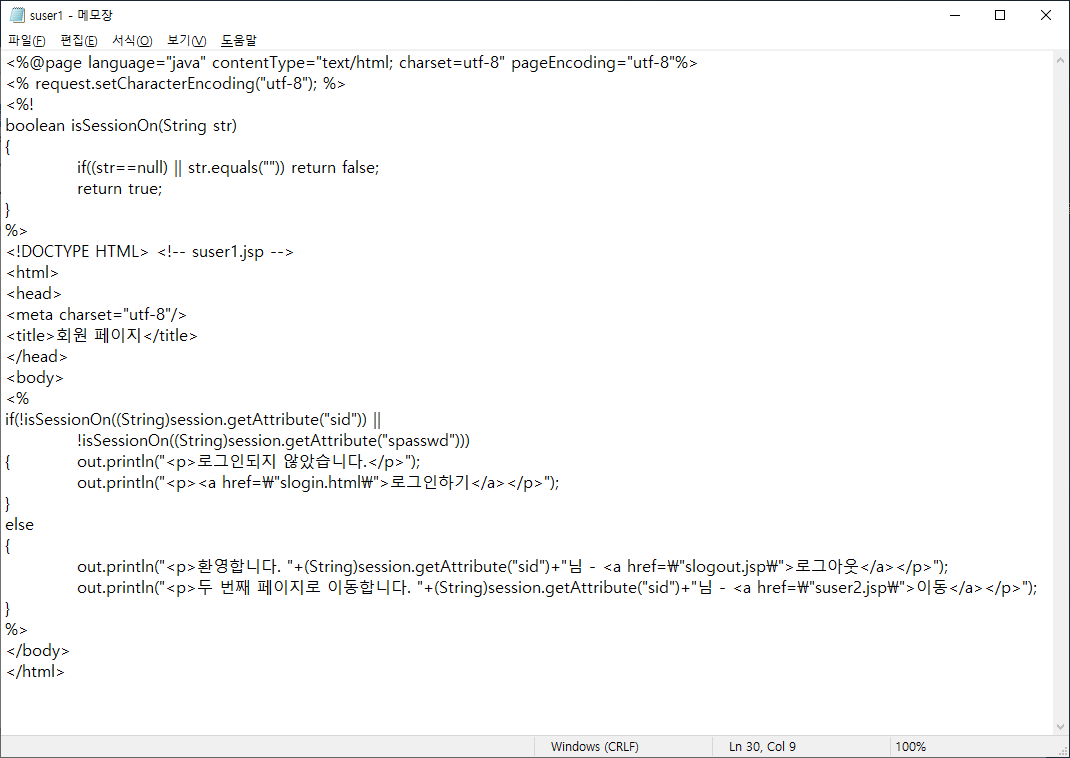 suser1 - 메모장
파일(F) 편집(E) 서식(O) 보기(V) 도움말
<%@page language="java" contentType="text/html; charset=utf-8" pageEncoding="utf-8"%>
<% request.setCharacterEncoding("utf-8"); %>
<%!
boolean isSessionOn(String str)
{
	if((str==null) || str.equals("")) return false;
	return true;
}
%>
<!DOCTYPE HTML> <!-- suser1.jsp -->
<html>
<head>
<meta charset="utf-8"/>
<title>회원 페이지</title>
</head>
<body>
<%
if(!isSessionOn((String)session.getAttribute("sid")) ||
	!isSessionOn((String)session.getAttribute("spasswd")))
{	out.println("<p>로그인되지 않았습니다.</p>");
	out.println("<p><a href=₩"slogin.html₩">로그인하기</a></p>");
}
else
{
	out.println("<p>환영합니다. "+(String)session.getAttribute("sid")+"님 - <a href=₩"slogout.jsp₩">로그아웃</a></p>");
	out.println("<p>두 번째 페이지로 이동합니다. "+(String)session.getAttribute("sid")+"님 - <a href=₩"suser2.jsp₩">이동</a></p>");
}
%>
</body>
</html>
Windows (CRLF) Ln 30, Col 9 100%